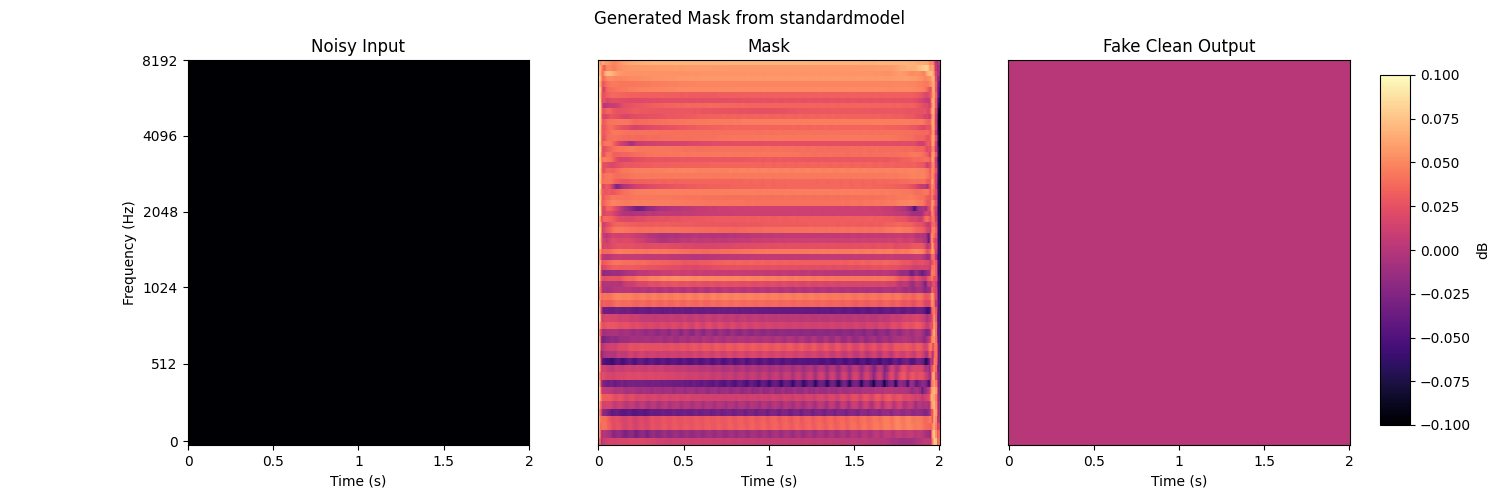 Generated Mask from standardmodel
Noisy Input
Mask
Fake Clean Output
8192
4096
2048
1024
512
0
Frequency (Hz)
0 0.5 1 1.5 2
Time (s)
0 0.5 1 1.5 2
Time (s)
0 0.5 1 1.5 2
Time (s)
0.100
0.075
0.050
0.025
0.000
−0.025
−0.050
−0.075
−0.100
dB